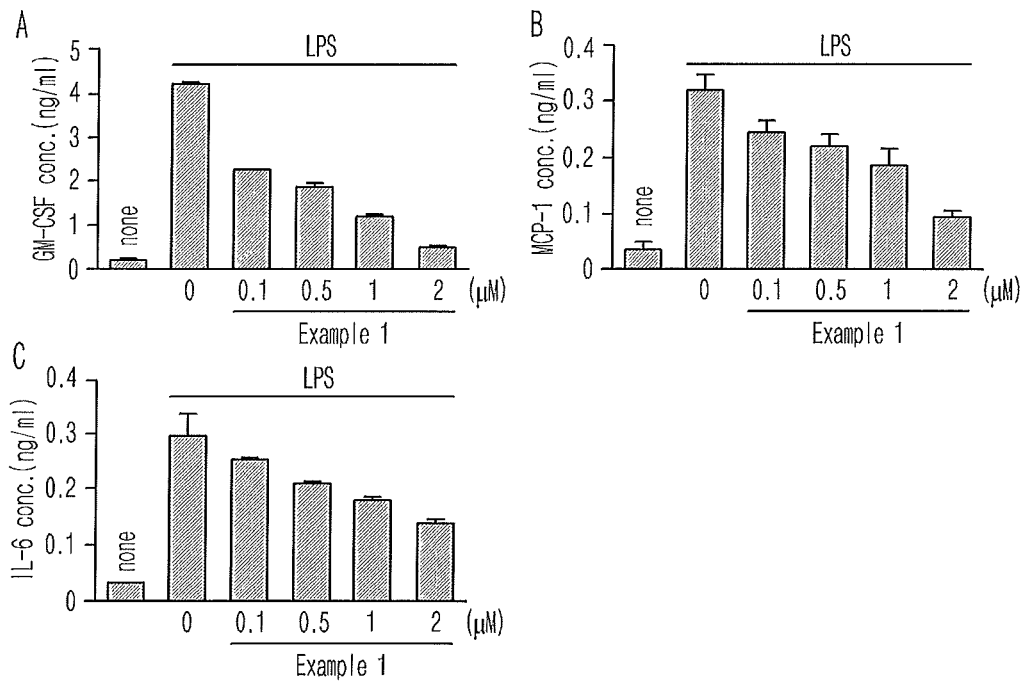 A
LPS
GM-CSF conc.(ng/ml)
5
4
3
2
1
0
none
0 0.1 0.5 1 2 (μM)
Example 1
B
LPS
MCP-1 conc.(ng/ml)
0.4
0.3
0.2
0.1
0
none
0 0.1 0.5 1 2 (μM)
Example 1
C
LPS
IL-6 conc.(ng/ml)
0.4
0.3
0.2
0.1
0
none
0 0.1 0.5 1 2 (μM)
Example 1